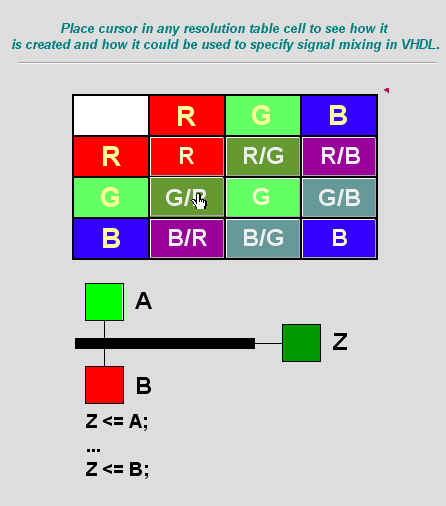 Place cursor in any resolution table cell to see how it
is created and how it could be used to specify signal mixing in VHDL.
R G B
R R R/G R/B
G G/R G G/B
B B/R B/G B
A
Z
B
Z <= A;
...
Z <= B;